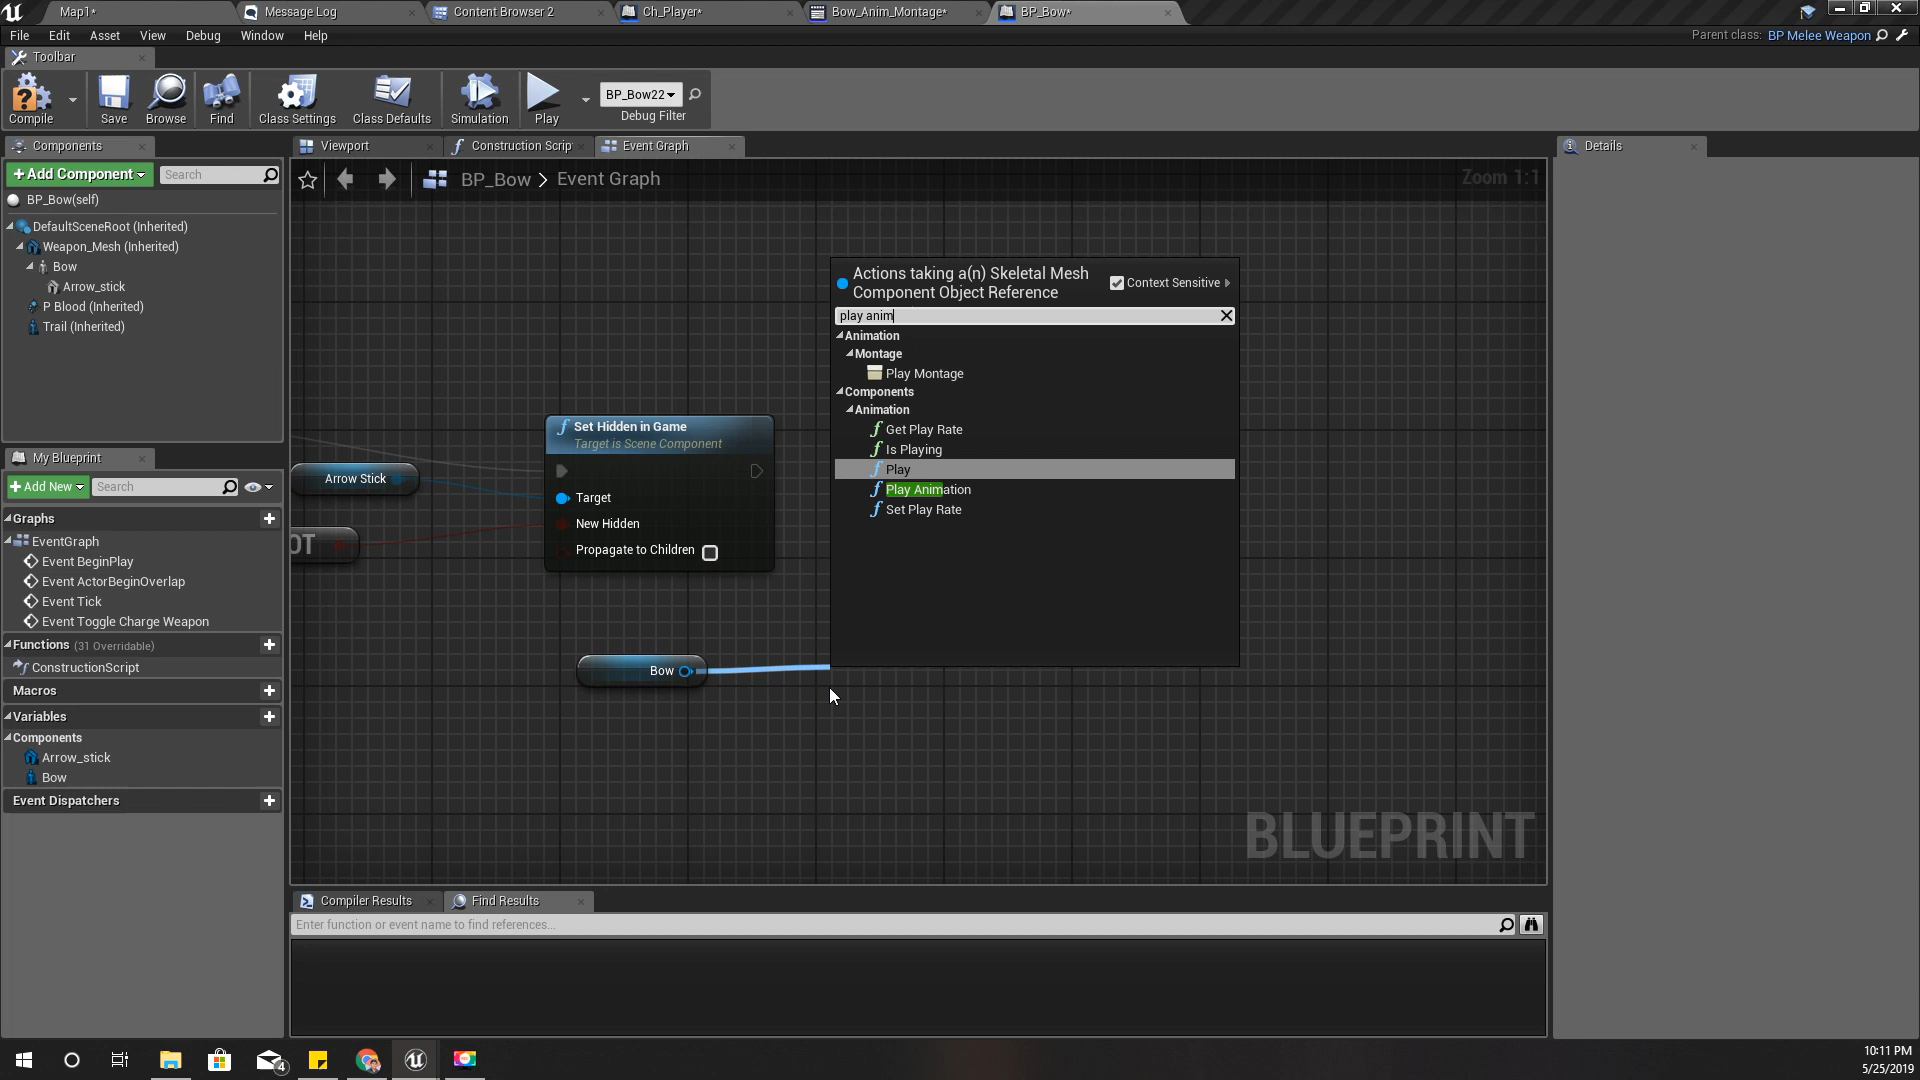 Map1*
Message Log
Content Browser 2
Ch_Player*
Bow_Anim_Montage*
BP_Bow*
File Edit Asset View Debug Window Help
Parent class: BP Melee Weapon
Toolbar
Compile
Save
Browse
Find
Class Settings
Class Defaults
Simulation
Play
BP_Bow22
Debug Filter
Components
+Add Component
Search
BP_Bow(self)
DefaultSceneRoot (Inherited)
Weapon_Mesh (Inherited)
Bow
Arrow_stick
P Blood (Inherited)
Trail (Inherited)
My Blueprint
+Add New
Search
Graphs
EventGraph
Event BeginPlay
Event ActorBeginOverlap
Event Tick
Event Toggle Charge Weapon
Functions (31 Overridable)
ConstructionScript
Macros
Variables
Components
Arrow_stick
Bow
Event Dispatchers
Viewport
Construction Scrip
Event Graph
BP_Bow > Event Graph
Zoom 1:1
Arrow Stick
OT
Set Hidden in Game
Target is Scene Component
Target
New Hidden
Propagate to Children
Bow
Actions taking a(n) Skeletal Mesh
Component Object Reference
Context Sensitive
play anim
Animation
Montage
Play Montage
Components
Animation
Get Play Rate
Is Playing
Play
Play Animation
Set Play Rate
BLUEPRINT
Compiler Results
Find Results
Enter function or event name to find references...
Details
4
10:11 PM
5/25/2019